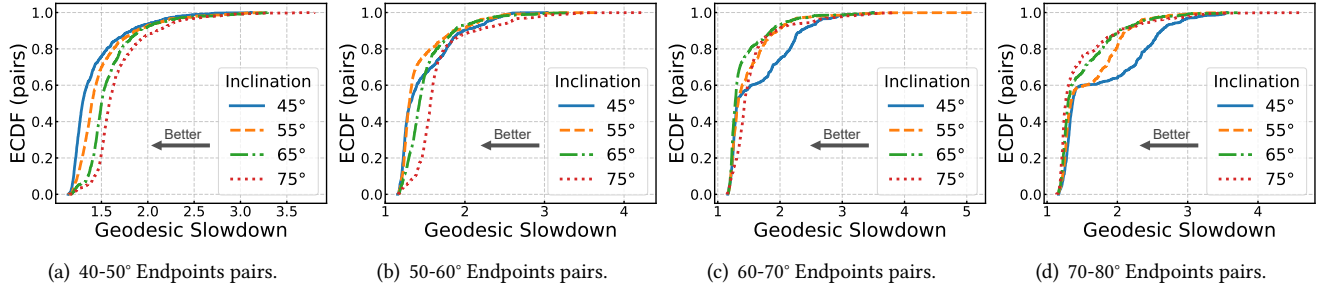 ECDF (pairs)
1.0
0.8
0.6
0.4
0.2
0.0
Inclination
45°
55°
65°
75°
Better
1.5 2.0 2.5 3.0 3.5
Geodesic Slowdown
(a) 40-50° Endpoints pairs.
ECDF (pairs)
1.0
0.8
0.6
0.4
0.2
0.0
Inclination
45°
55°
65°
75°
Better
1 2 3 4
Geodesic Slowdown
(b) 50-60° Endpoints pairs.
ECDF (pairs)
1.0
0.8
0.6
0.4
0.2
0.0
Inclination
45°
55°
65°
75°
Better
1 2 3 4 5
Geodesic Slowdown
(c) 60-70° Endpoints pairs.
ECDF (pairs)
1.0
0.8
0.6
0.4
0.2
0.0
Inclination
45°
55°
65°
75°
Better
1 2 3 4
Geodesic Slowdown
(d) 70-80° Endpoints pairs.